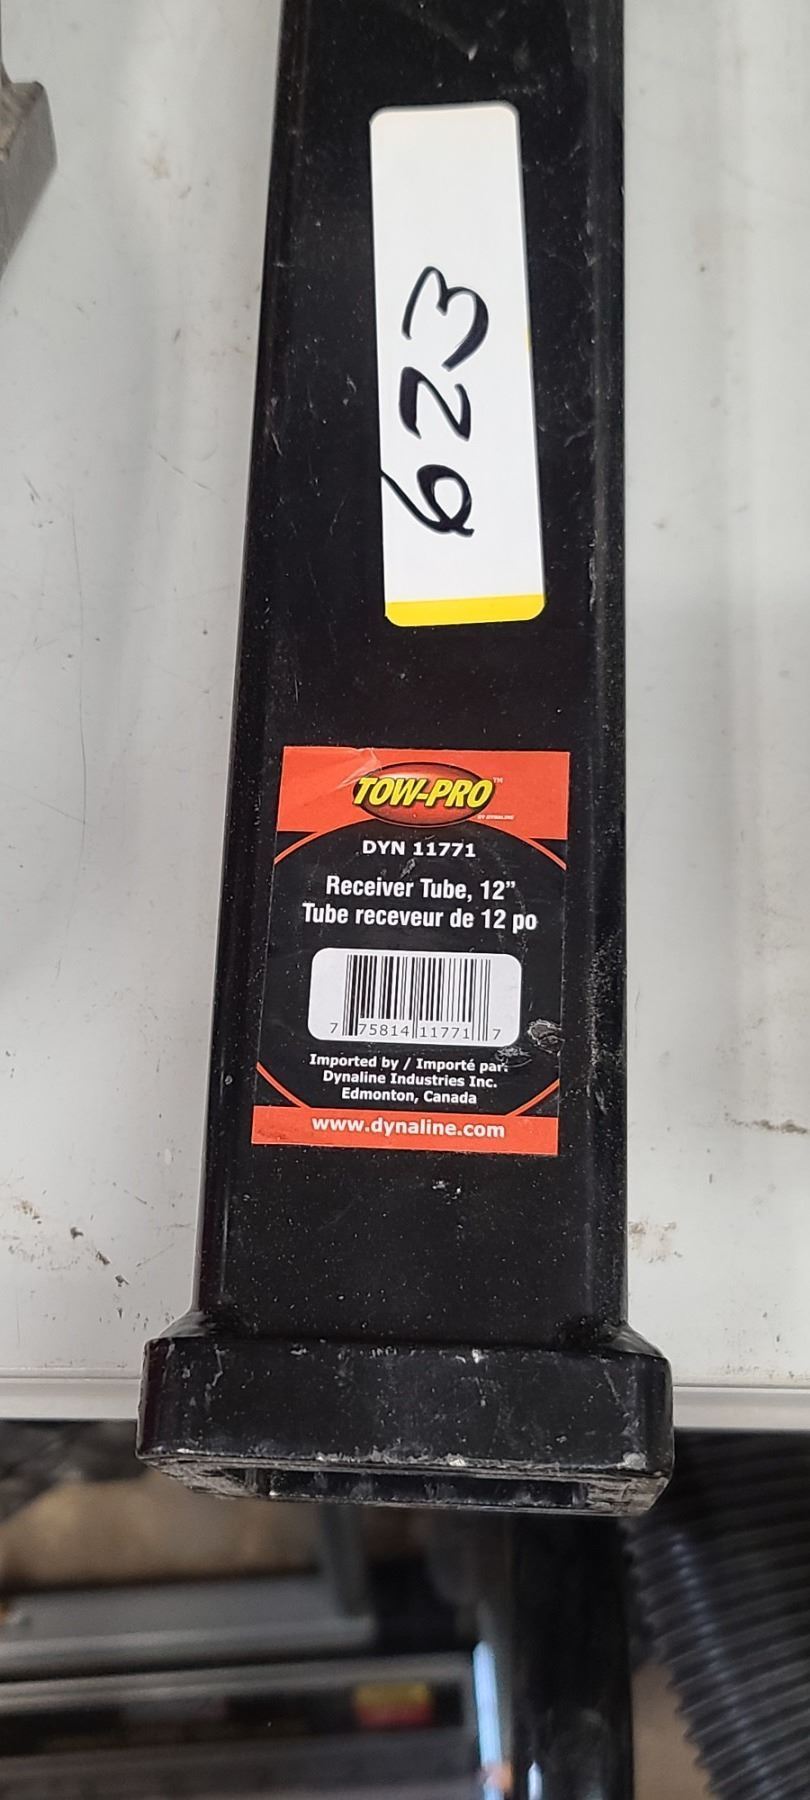 623
TOW-PRO™
BY DYNALINE
DYN 11771
Receiver Tube, 12”
Tube receveur de 12 po
7 75814 11771 7
Imported by / Importé par:
Dynaline Industries Inc.
Edmonton, Canada
www.dynaline.com